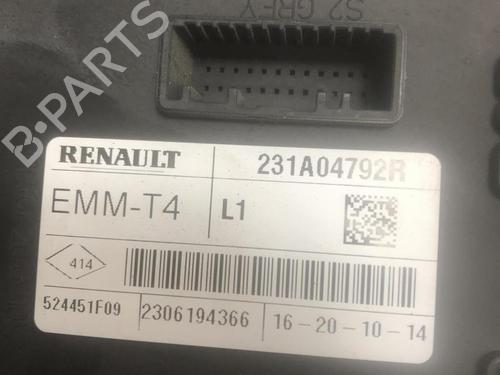 S2 GREY
B-PARTS
RENAULT 231A04792R
EMM-T4 L1
414
524451F09 2306194366 16-20-10-14